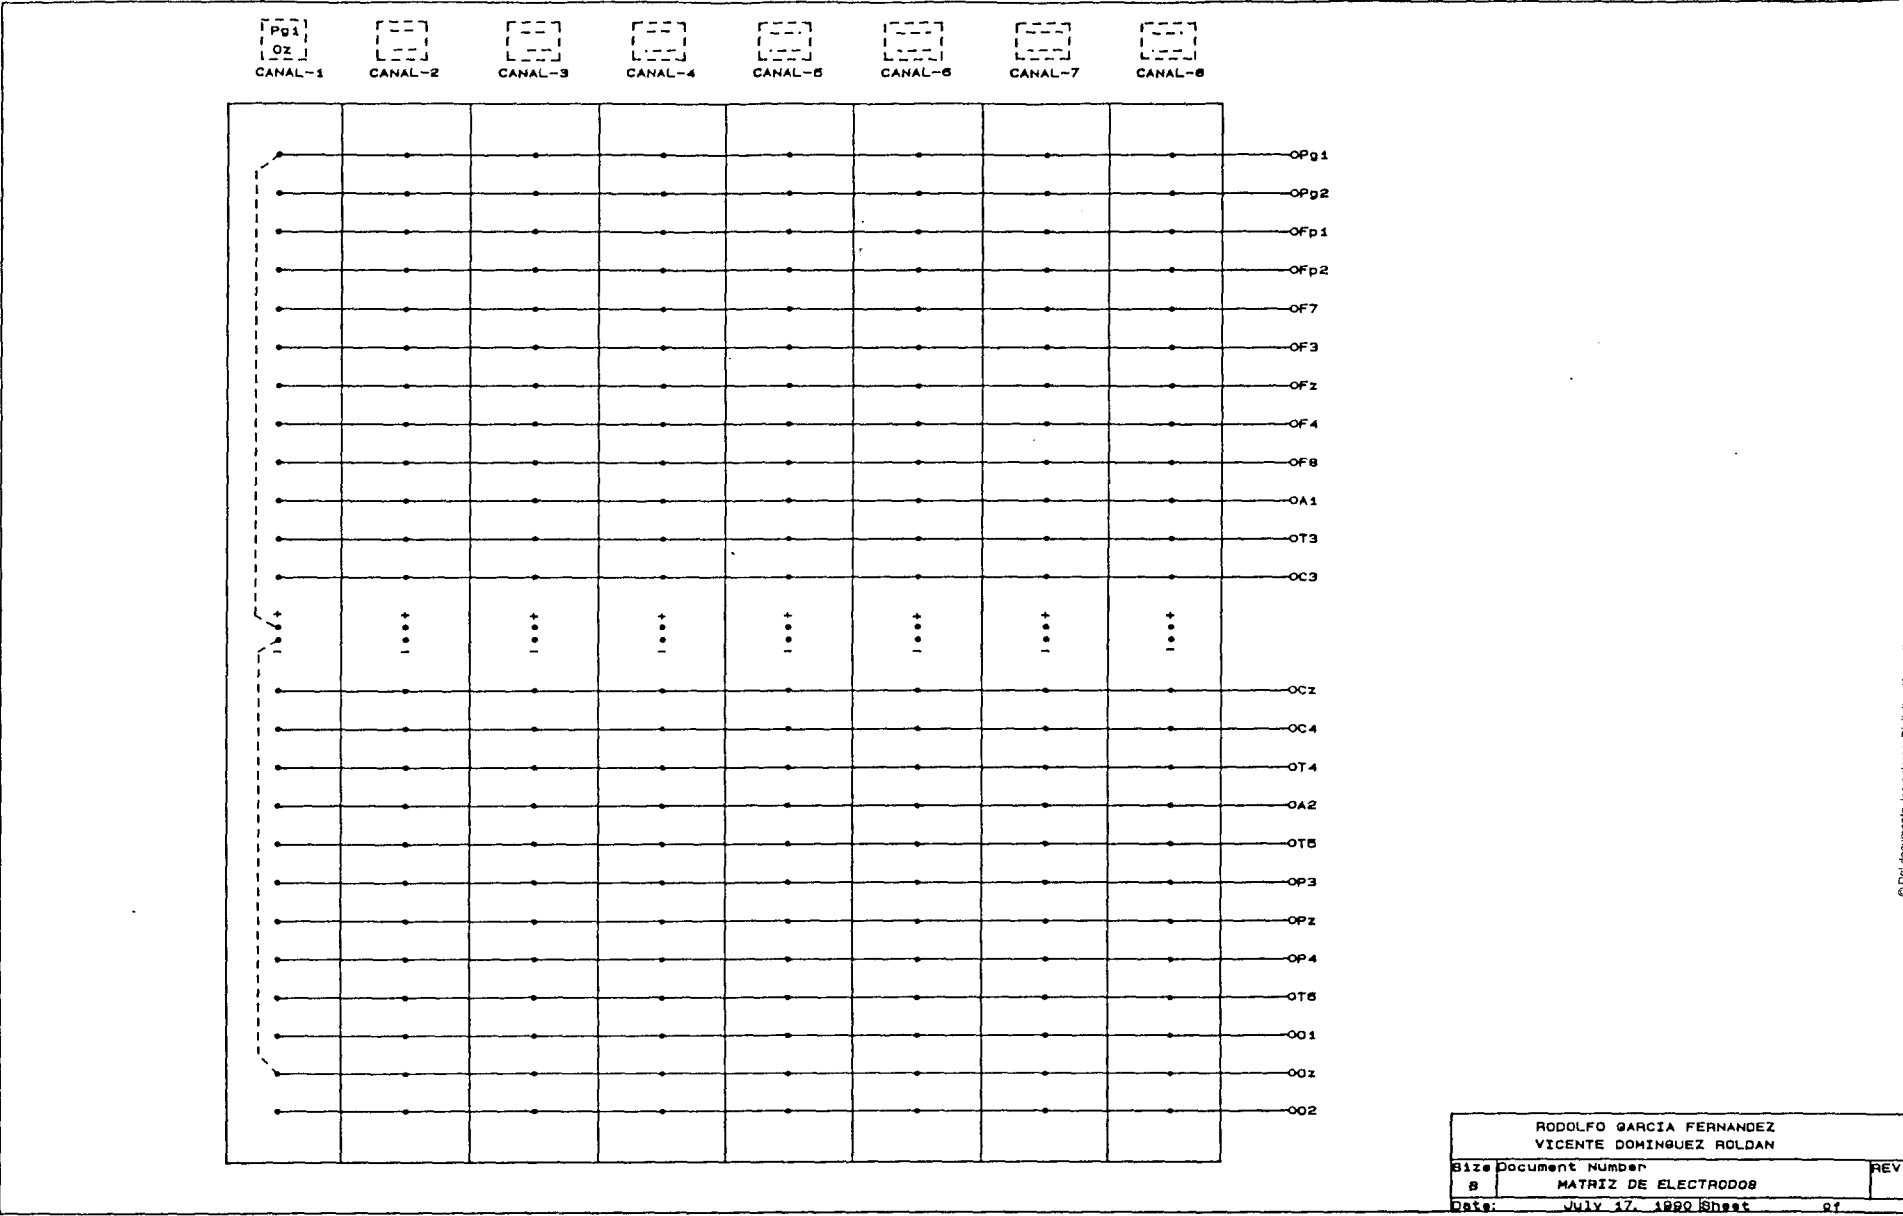 Pg1
Oz
CANAL-1 CANAL-2 CANAL-3 CANAL-4 CANAL-5 CANAL-6 CANAL-7 CANAL-8
Pg1
Pg2
Fp1
Fp2
F7
F3
Fz
F4
F8
A1
T3
C3
+ + + + + + + +
- - - - - - - -
Cz
C4
T4
A2
T5
P3
Pz
P4
T6
O1
Oz
O2
RODOLFO GARCIA FERNANDEZ
VICENTE DOMINGUEZ ROLDAN
Size Document Number REV
B MATRIZ DE ELECTRODOS
Date: July 17, 1990 Sheet of